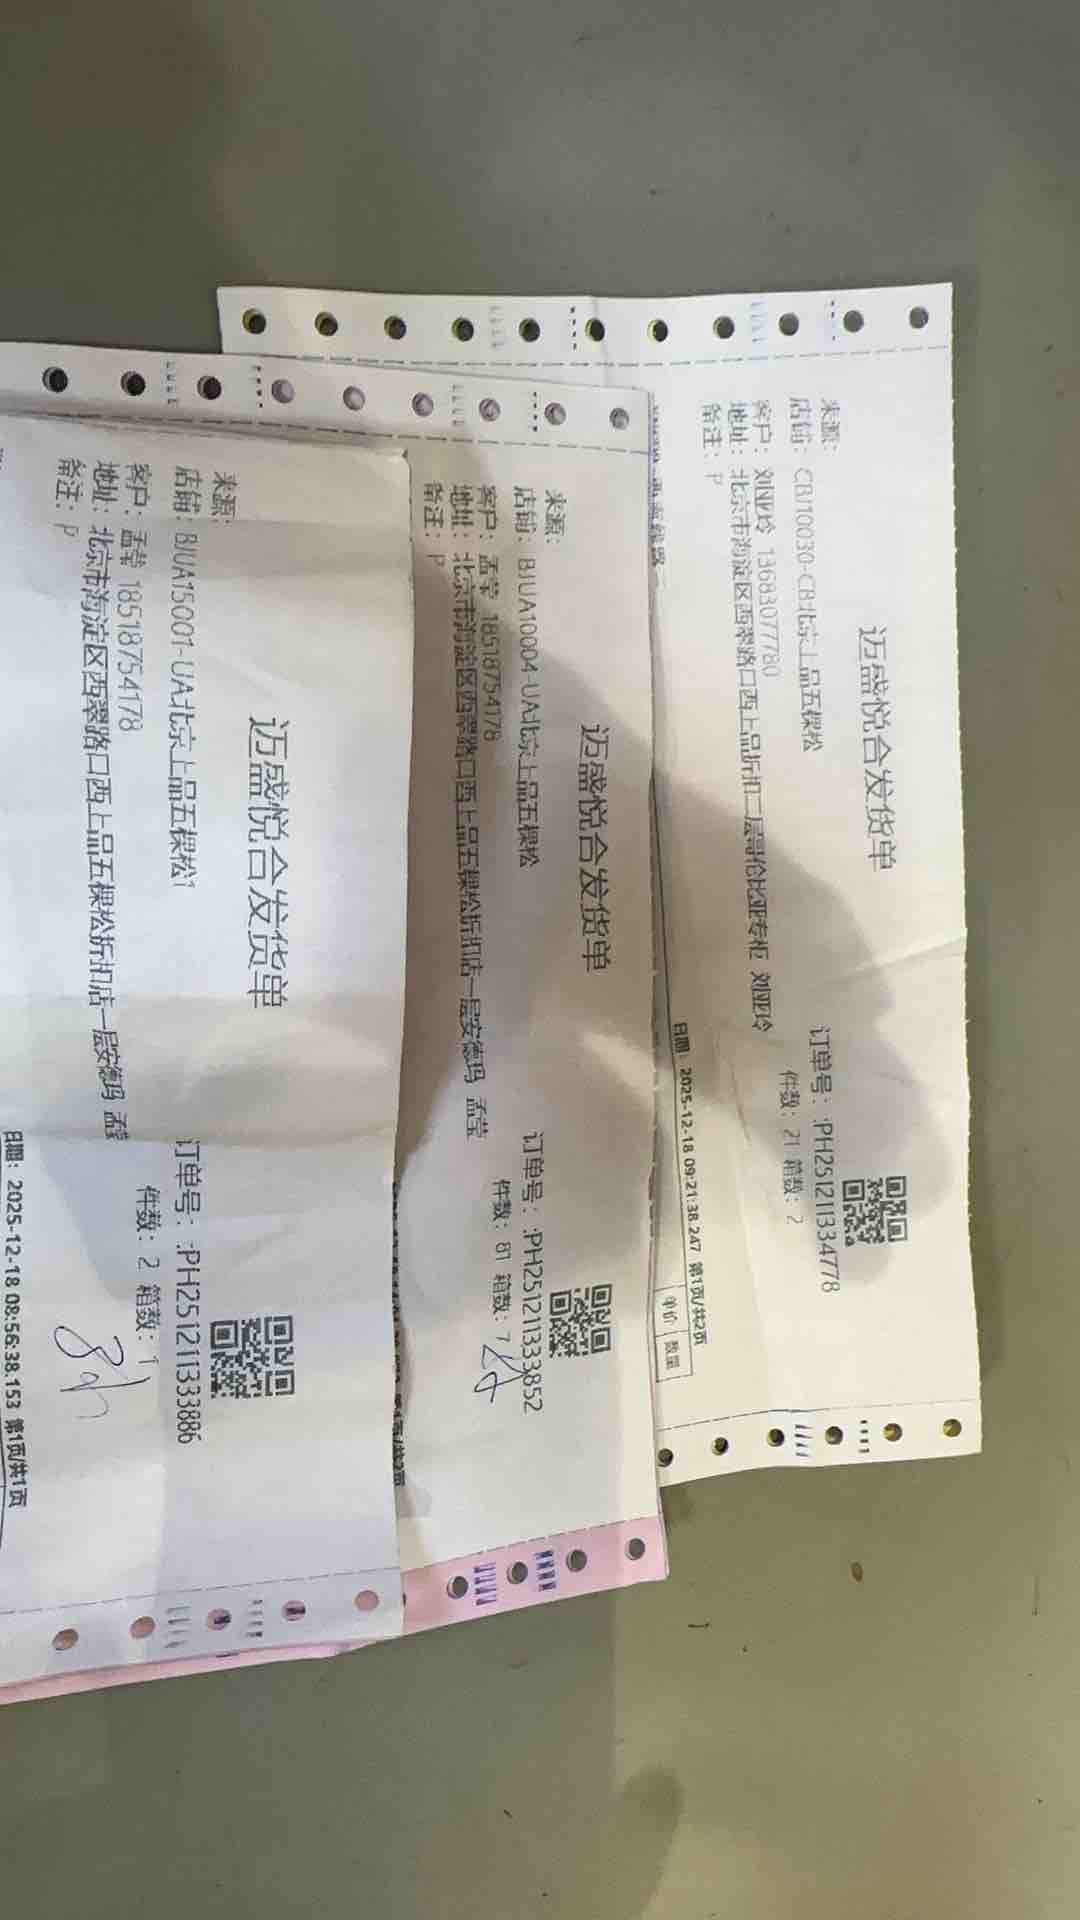 迈盛悦合发货单
来源:
订单号: :PH251211334778
店铺: CBJ10030-CB北京上品五棵松
件数: 21 箱数: 2
客户: 刘亚玲 13683077780
地址: 北京市海淀区西翠路口西上品折扣二层哥伦比亚专柜 刘亚玲
备注: P
日期: 2025-12-18 09:21:38.247 第1页/共2页
单价 数量
迈盛悦合发货单
来源:
订单号: :PH251211333852
店铺: BJUA10004-UA北京上品五棵松
件数: 81 箱数: 7
客户: 孟莹 18518754178
地址: 北京市海淀区西翠路口西上品五棵松折扣店一层安德玛 孟莹
备注: P
迈盛悦合发货单
来源:
订单号: :PH251211333886
店铺: BJUA15001-UA北京上品五棵松1
件数: 2 箱数: 1
客户: 孟莹 18518754178
地址: 北京市海淀区西翠路口西上品五棵松折扣店一层安德玛 孟莹
备注: P
日期: 2025-12-18 08:56:38.153 第1页/共1页